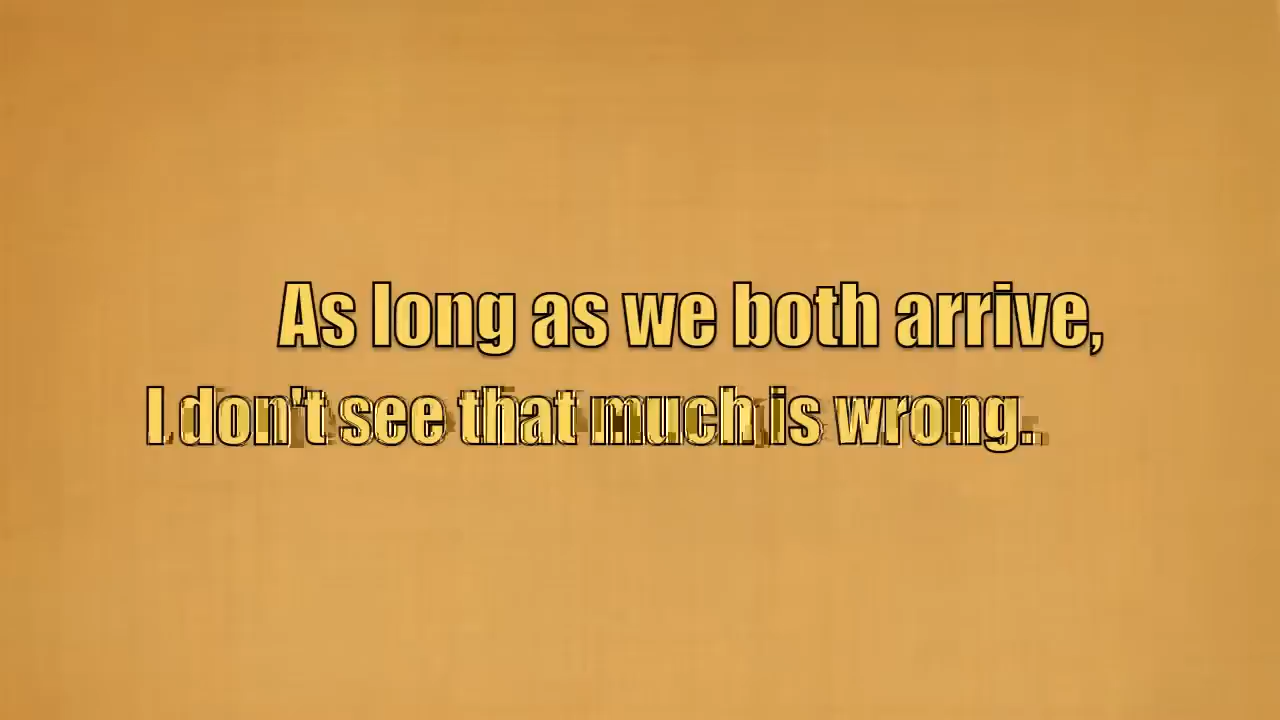 As long as we both arrive,
I don't see that much is wrong.